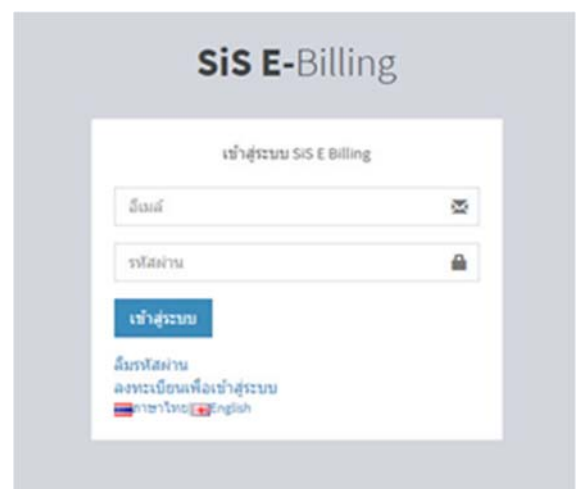 SiS E-Billing
เข้าสู่ระบบ SiS E Billing
อีเมล์
รหัสผ่าน
เข้าสู่ระบบ
ลืมรหัสผ่าน
ลงทะเบียนเพื่อเข้าสู่ระบบ
ภาษาไทย|English